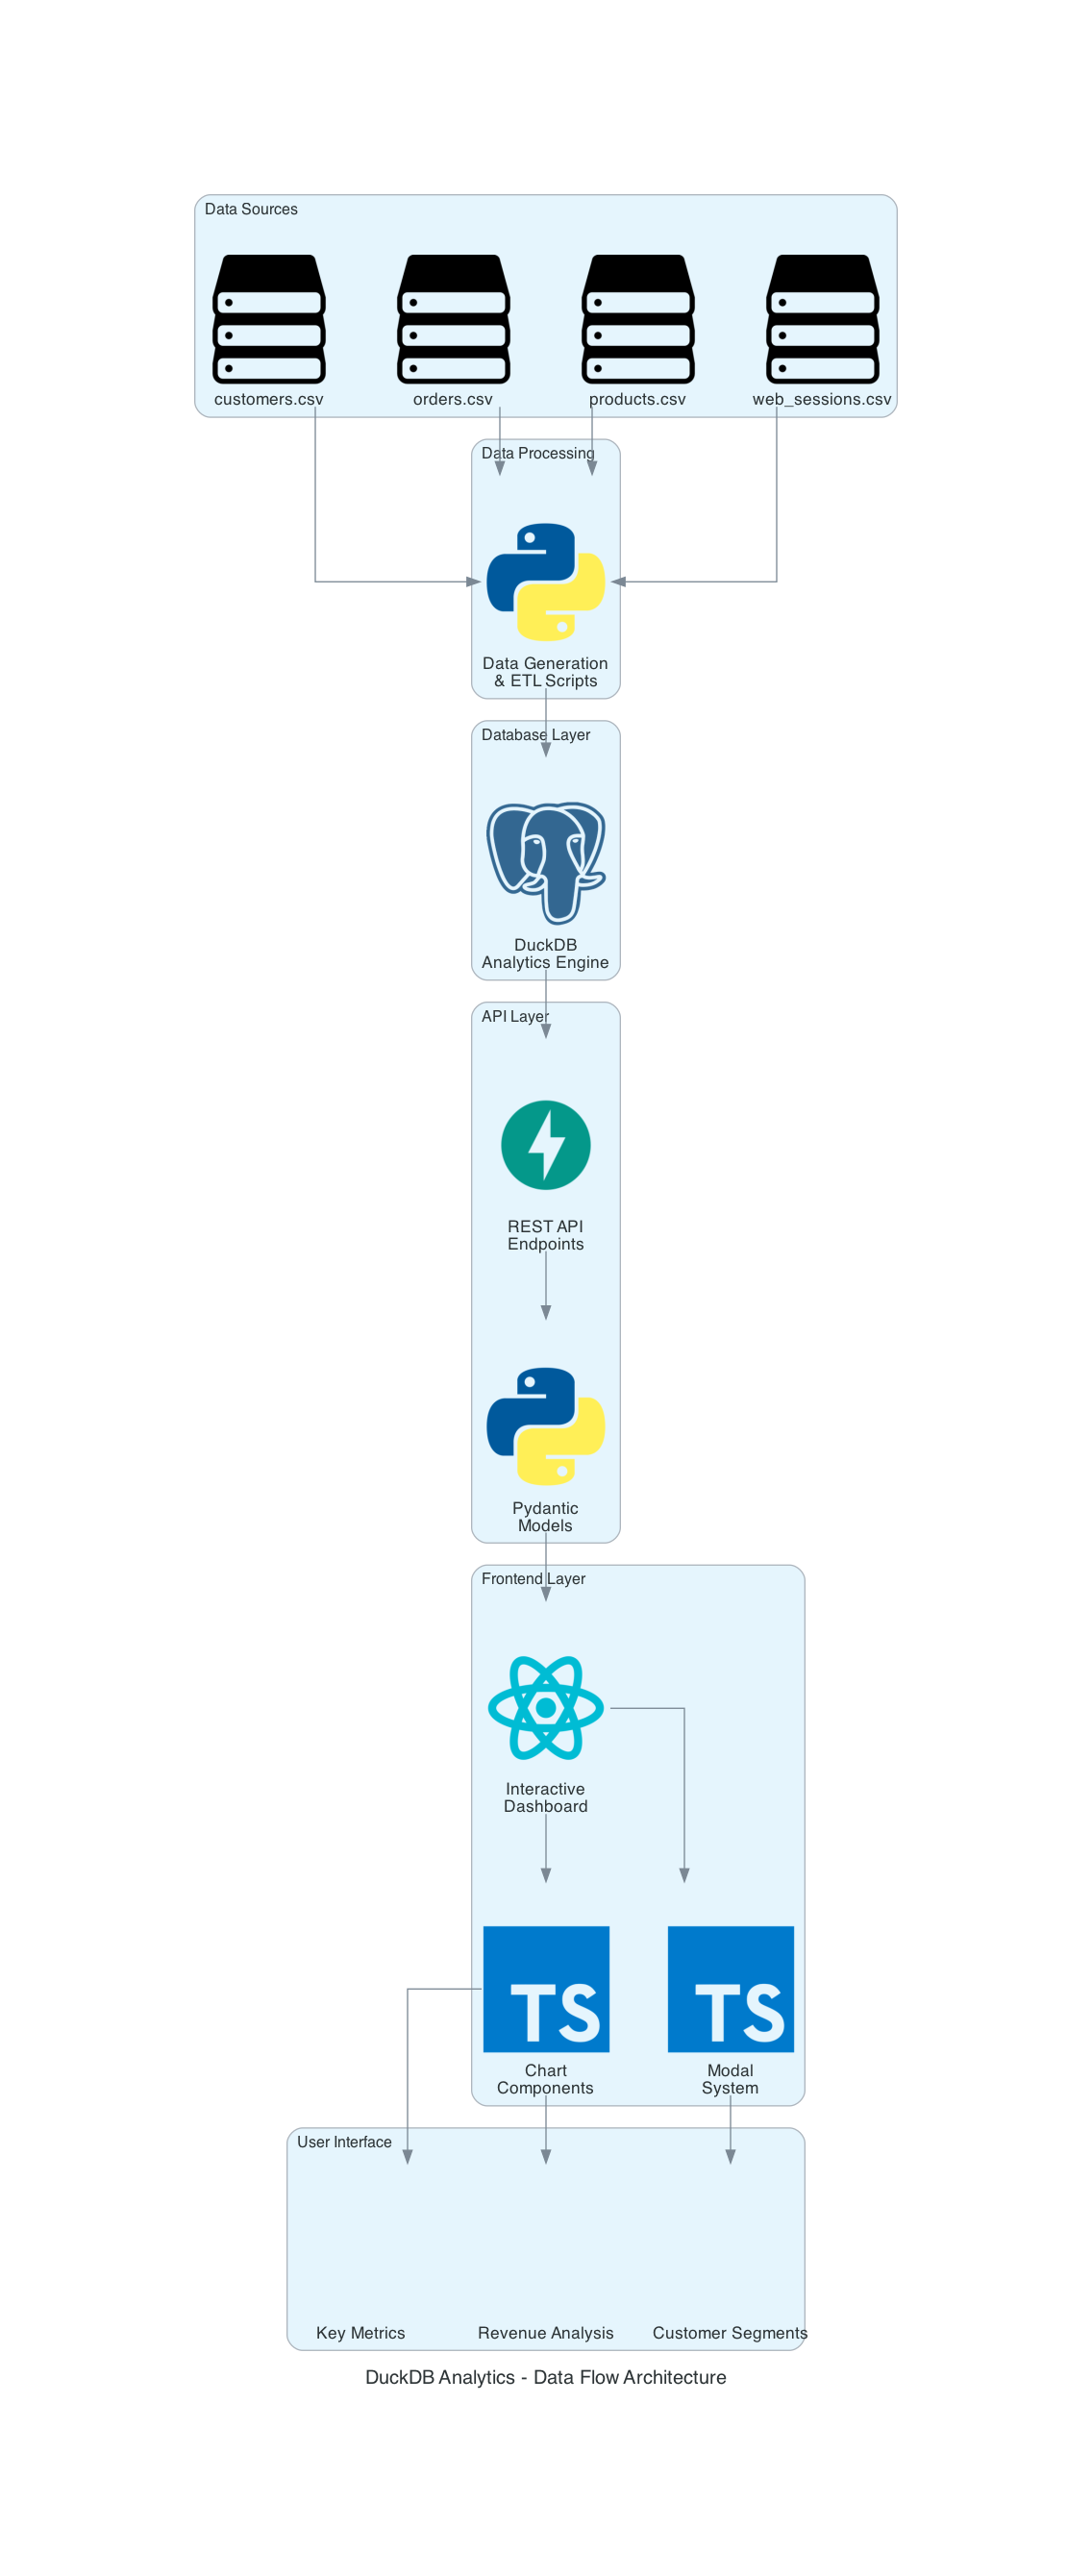 Data Sources
customers.csv
orders.csv
products.csv
web_sessions.csv
Data Processing
Data Generation
& ETL Scripts
Database Layer
DuckDB
Analytics Engine
API Layer
REST API
Endpoints
Pydantic
Models
Frontend Layer
Interactive
Dashboard
TS
TS
Chart
Components
Modal
System
User Interface
Key Metrics
Revenue Analysis
Customer Segments
DuckDB Analytics - Data Flow Architecture